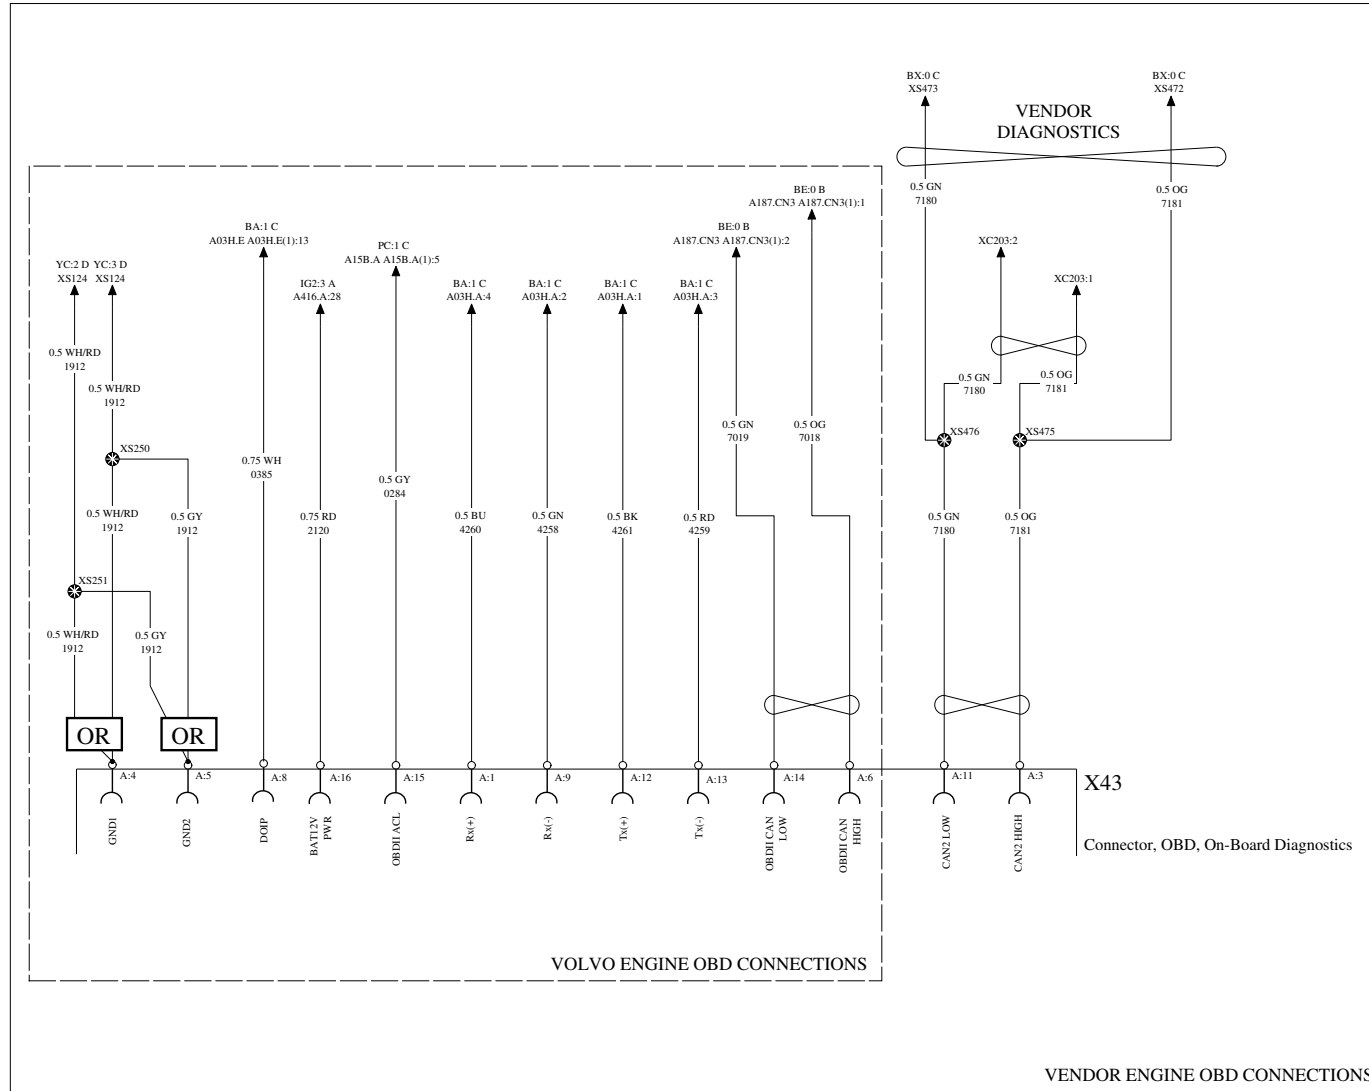 BX:0 C
XS473
BX:0 C
XS472
VENDOR
DIAGNOSTICS
0.5 GN
7180
0.5 OG
7181
BE:0 B
A187.CN3 A187.CN3(1):1
BA:1 C
A03H.E A03H.E(1):13
BE:0 B
A187.CN3 A187.CN3(1):2
PC:1 C
A15B.A A15B.A(1):5
XC203:2
YC:2 D
XS124
YC:3 D
XS124
IG2:3 A
A416.A:28
BA:1 C
A03H.A:4
BA:1 C
A03H.A:2
BA:1 C
A03H.A:1
BA:1 C
A03H.A:3
XC203:1
0.5 WH/RD
1912
0.5 WH/RD
1912
0.5 GN
7180
0.5 OG
7181
0.5 GN
7019
0.5 OG
7018
XS476
XS475
XS250
0.75 WH
0385
0.5 GY
0284
0.5 WH/RD
1912
0.5 GY
1912
0.75 RD
2120
0.5 BU
4260
0.5 GN
4258
0.5 BK
4261
0.5 RD
4259
0.5 GN
7180
0.5 OG
7181
XS251
0.5 WH/RD
1912
0.5 GY
1912
OR
OR
A:4
A:5
A:8
A:16
A:15
A:1
A:9
A:12
A:13
A:14
A:6
A:11
A:3
X43
GND1
GND2
DOIP
BAT12V
PWR
OBDII ACL
Rx(+)
Rx(-)
Tx(+)
Tx(-)
OBDII CAN
LOW
OBDII CAN
HIGH
CAN2 LOW
CAN2 HIGH
Connector, OBD, On-Board Diagnostics
VOLVO ENGINE OBD CONNECTIONS
VENDOR ENGINE OBD CONNECTIONS